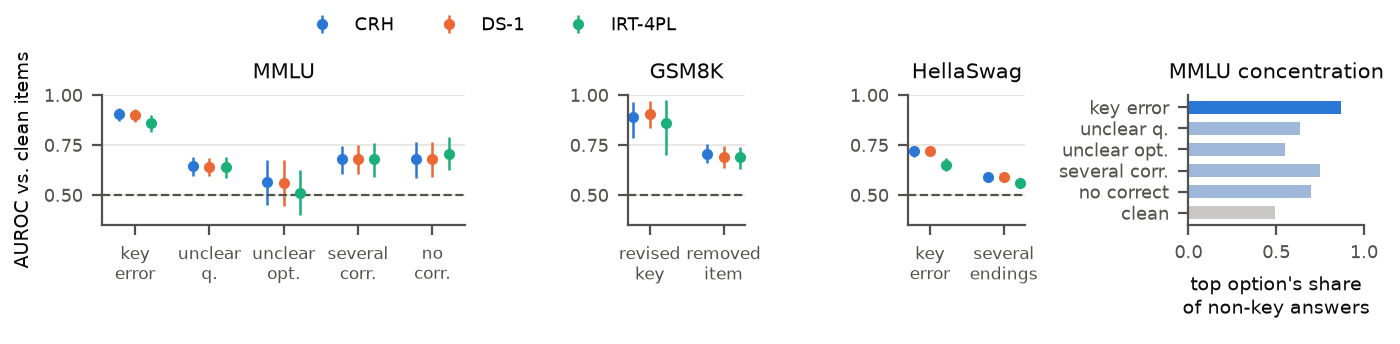 CRH DS-1 IRT-4PL
AUROC vs. clean items
MMLU
1.00
0.75
0.50
key error
unclear q.
unclear opt.
several corr.
no corr.
GSM8K
1.00
0.75
0.50
revised key
removed item
HellaSwag
1.00
0.75
0.50
key error
several endings
MMLU concentration
key error
unclear q.
unclear opt.
several corr.
no correct
clean
0.0 0.5 1.0
top option's share
of non-key answers